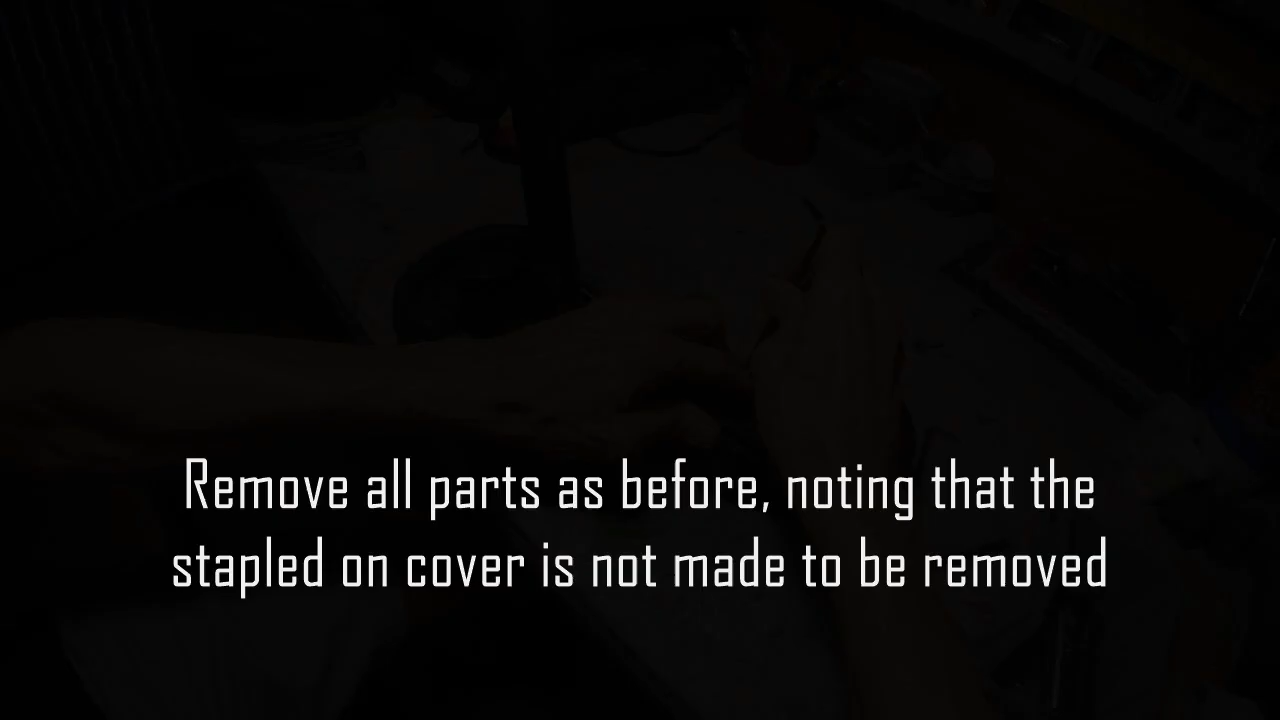 Remove all parts as before, noting that the
stapled on cover is not made to be removed